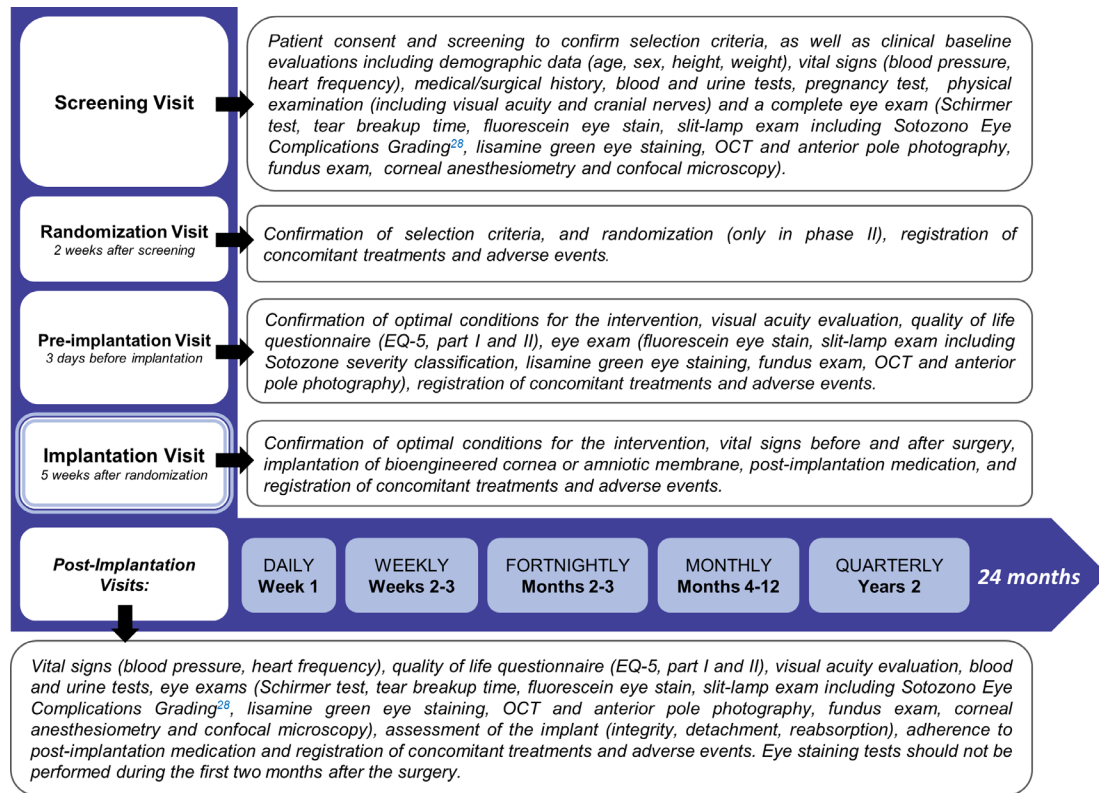 Screening Visit
Patient consent and screening to confirm selection criteria, as well as clinical baseline
evaluations including demographic data (age, sex, height, weight), vital signs (blood pressure,
heart frequency), medical/surgical history, blood and urine tests, pregnancy test, physical
examination (including visual acuity and cranial nerves) and a complete eye exam (Schirmer
test, tear breakup time, fluorescein eye stain, slit-lamp exam including Sotozono Eye
Complications Grading28, lisamine green eye staining, OCT and anterior pole photography,
fundus exam, corneal anesthesiometry and confocal microscopy).
Randomization Visit
2 weeks after screening
Confirmation of selection criteria, and randomization (only in phase II), registration of
concomitant treatments and adverse events.
Pre-implantation Visit
3 days before implantation
Confirmation of optimal conditions for the intervention, visual acuity evaluation, quality of life
questionnaire (EQ-5, part I and II), eye exam (fluorescein eye stain, slit-lamp exam including
Sotozone severity classification, lisamine green eye staining, fundus exam, OCT and anterior
pole photography), registration of concomitant treatments and adverse events.
Implantation Visit
5 weeks after randomization
Confirmation of optimal conditions for the intervention, vital signs before and after surgery,
implantation of bioengineered cornea or amniotic membrane, post-implantation medication, and
registration of concomitant treatments and adverse events.
Post-Implantation
Visits:
DAILY
Week 1
WEEKLY
Weeks 2-3
FORTNIGHTLY
Months 2-3
MONTHLY
Months 4-12
QUARTERLY
Years 2
24 months
Vital signs (blood pressure, heart frequency), quality of life questionnaire (EQ-5, part I and II), visual acuity evaluation, blood
and urine tests, eye exams (Schirmer test, tear breakup time, fluorescein eye stain, slit-lamp exam including Sotozono Eye
Complications Grading28, lisamine green eye staining, OCT and anterior pole photography, fundus exam, corneal
anesthesiometry and confocal microscopy), assessment of the implant (integrity, detachment, reabsorption), adherence to
post-implantation medication and registration of concomitant treatments and adverse events. Eye staining tests should not be
performed during the first two months after the surgery.